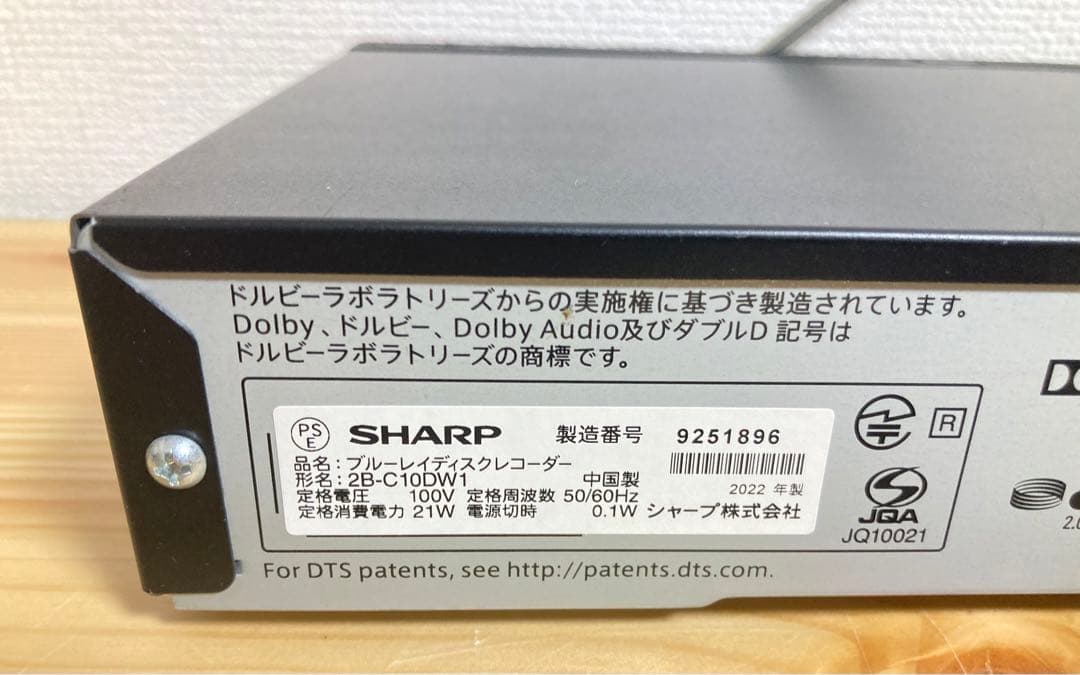 ドルビーラボラトリーズからの実施権に基づき製造されています。
Dolby、ドルビー、Dolby Audio及びダブルD 記号は
ドルビーラボラトリーズの商標です。
PS E SHARP 製造番号 9251896
品名：ブルーレイディスクレコーダー
形名：2B-C10DW1 中国製 2022 年製
定格電圧 100V 定格周波数 50/60Hz
定格消費電力 21W 電源切時 0.1W シャープ株式会社
R
JQA
JQ10021
For DTS patents, see http://patents.dts.com.